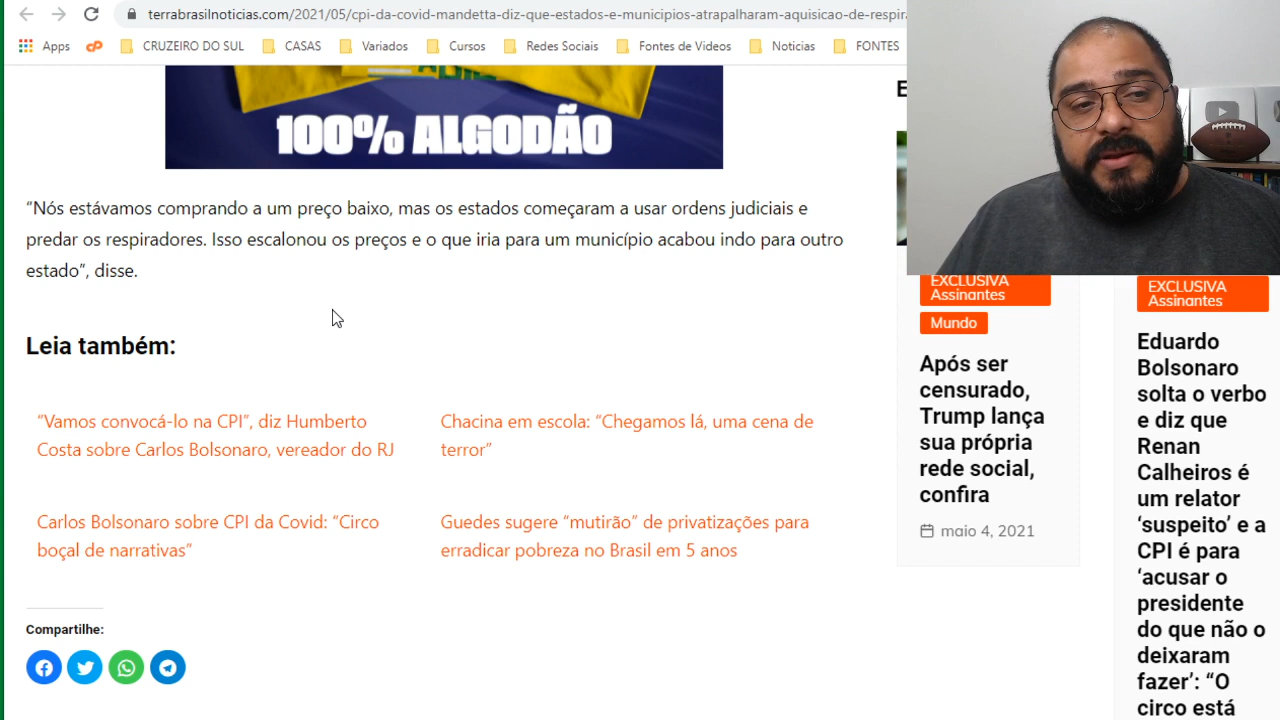 terrabrasilnoticias.com/2021/05/cpi-da-covid-mandetta-diz-que-estados-e-municipios-atrapalharam-aquisicao-de-respira
Apps
CRUZEIRO DO SUL
CASAS
Variados
Cursos
Redes Sociais
Fontes de Videos
Noticias
FONTES
100% ALGODÃO
“Nós estávamos comprando a um preço baixo, mas os estados começaram a usar ordens judiciais e
predar os respiradores. Isso escalonou os preços e o que iria para um município acabou indo para outro
estado”, disse.
Leia também:
“Vamos convocá-lo na CPI”, diz Humberto
Costa sobre Carlos Bolsonaro, vereador do RJ
Chacina em escola: “Chegamos lá, uma cena de
terror”
Carlos Bolsonaro sobre CPI da Covid: “Circo
boçal de narrativas”
Guedes sugere “mutirão” de privatizações para
erradicar pobreza no Brasil em 5 anos
Compartilhe:
E
EXCLUSIVA
Assinantes
Mundo
Após ser
censurado,
Trump lança
sua própria
rede social,
confira
maio 4, 2021
EXCLUSIVA
Assinantes
Eduardo
Bolsonaro
solta o verbo
e diz que
Renan
Calheiros é
um relator
‘suspeito’ e a
CPI é para
‘acusar o
presidente
do que não o
deixaram
fazer’: “O
circo está